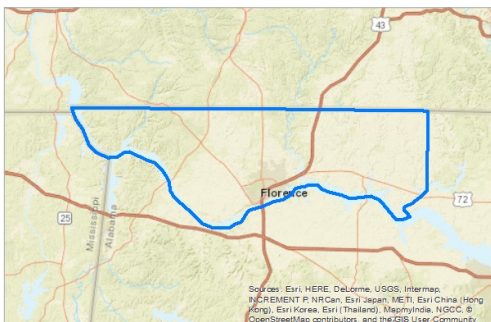 43
Florence
72
25
Mississippi
Alabama
Sources: Esri, HERE, DeLorme, USGS, Intermap,
INCREMENT P, NRCan, Esri Japan, METI, Esri China (Hong
Kong), Esri Korea, Esri (Thailand), MapmyIndia, NGCC, ©
OpenStreetMap contributors, and the GIS User Community